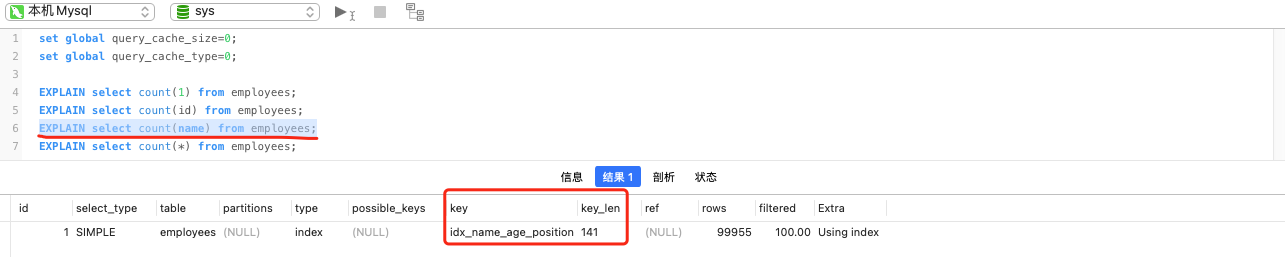 本机 Mysql sys
1 set global query_cache_size=0;
2 set global query_cache_type=0;
3
4 EXPLAIN select count(1) from employees;
5 EXPLAIN select count(id) from employees;
6 EXPLAIN select count(name) from employees;
7 EXPLAIN select count(*) from employees;
信息 结果 1 剖析 状态
id select_type table partitions type possible_keys key key_len ref rows filtered Extra
1 SIMPLE employees (NULL) index (NULL) idx_name_age_position 141 (NULL) 99955 100.00 Using index